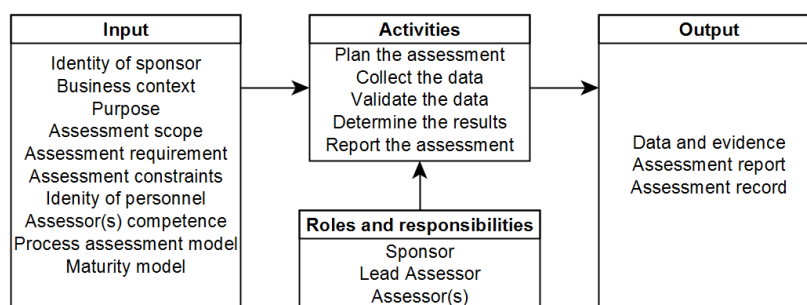 Input
Identity of sponsor
Business context
Purpose
Assessment scope
Assessment requirement
Assessment constraints
Idenity of personnel
Assessor(s) competence
Process assessment model
Maturity model
Activities
Plan the assessment
Collect the data
Validate the data
Determine the results
Report the assessment
Roles and responsibilities
Sponsor
Lead Assessor
Assessor(s)
Output
Data and evidence
Assessment report
Assessment record